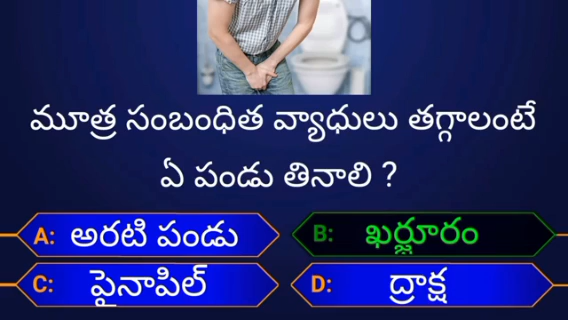 మూత్ర సంబంధిత వ్యాధులు తగ్గాలంటే
ఏ పండు తినాలి ?
A: అరటి పండు
B: ఖర్జూరం
C: పైనాపిల్
D: ద్రాక్ష